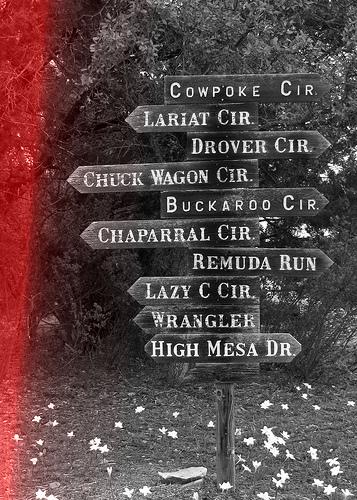 COWPOKE CIR.
LARIAT CIR.
DROVER CIR.
CHUCK WAGON CIR.
BUCKAROO CIR.
CHAPARRAL CIR.
REMUDA RUN
LAZY C CIR.
WRANGLER
HIGH MESA DR.